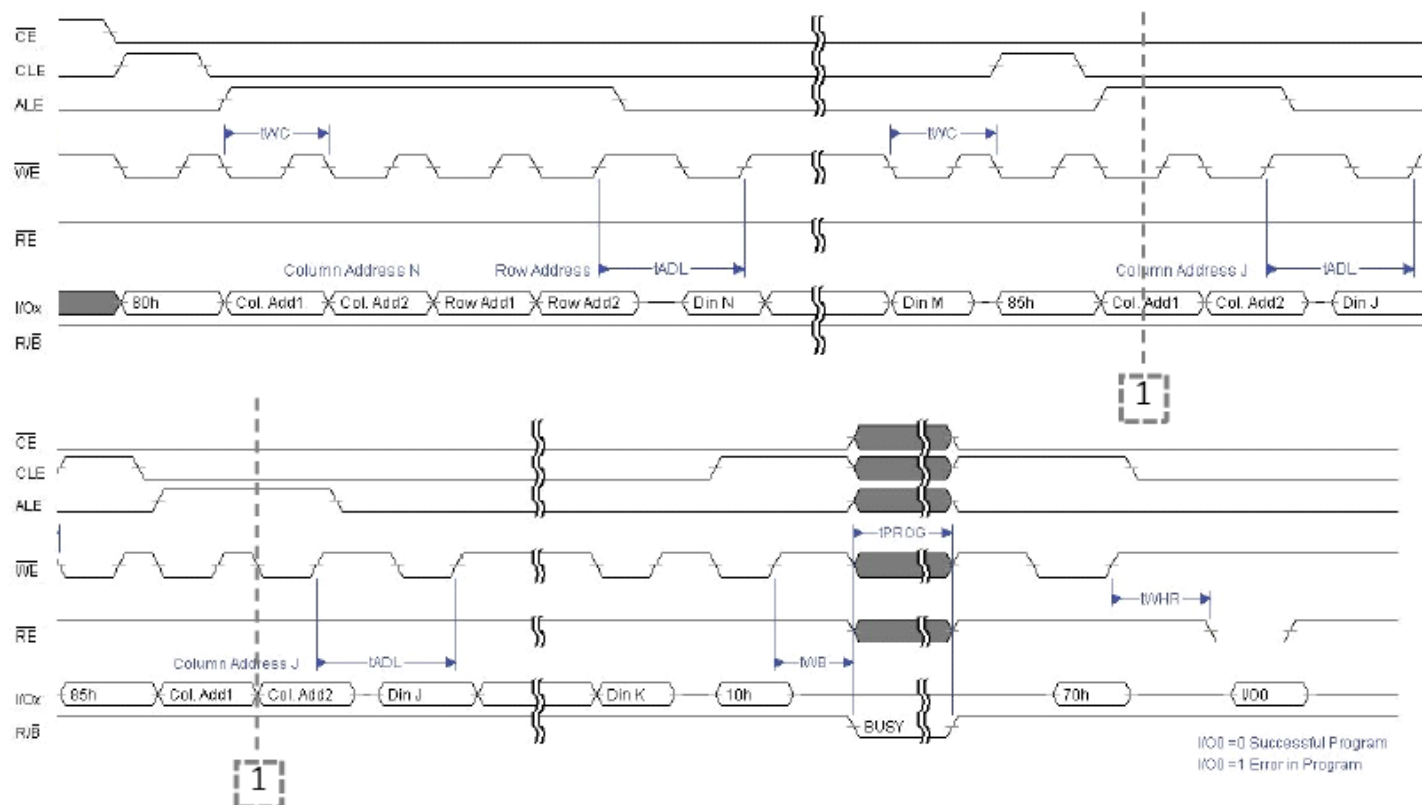 CE
CLE
ALE
tWC tWC
WE
RE
Column Address N Row Address tADL Column Address J tADL
I/Ox 80h Col. Add1 Col. Add2 Row Add1 Row Add2 Din N Din M 85h Col. Add1 Col. Add2 Din J
R/B
1
CE
CLE
ALE
tPROG
WE
tWHR
RE
Column Address J tADL tWB
I/Ox 85h Col. Add1 Col. Add2 Din J Din K 10h 70h I/O0
R/B BUSY
I/O0 =0 Successful Program
I/O0 =1 Error in Program
1